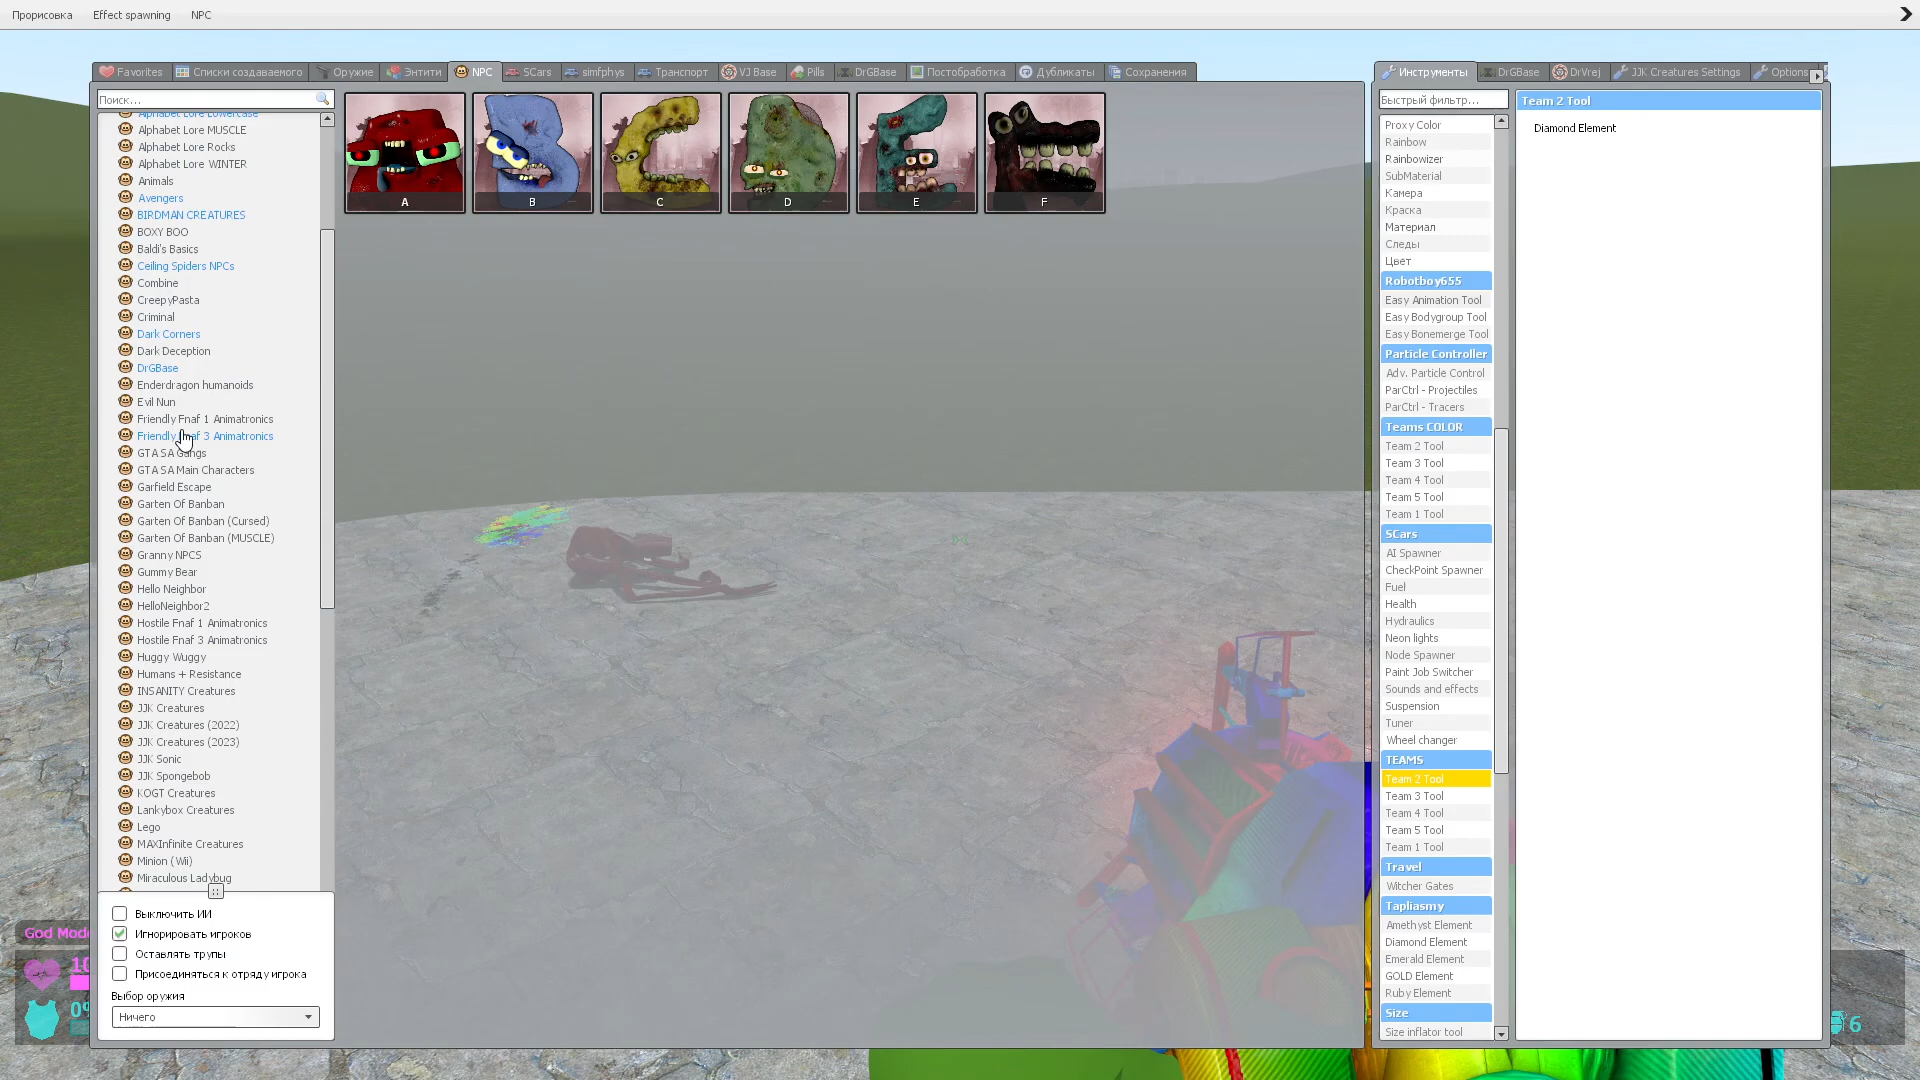 Прорисовка Effect spawning NPC
Favorites Списки создаваемого Оружие Энтити NPC SCars simfphys Транспорт VJ Base Pills DrGBase Постобработка Дубликаты Сохранения
Поиск...
Alphabet Lore Lowercase
Alphabet Lore MUSCLE
Alphabet Lore Rocks
Alphabet Lore WINTER
Animals
Avengers
BIRDMAN CREATURES
BOXY BOO
Baldi's Basics
Ceiling Spiders NPCs
Combine
CreepyPasta
Criminal
Dark Corners
Dark Deception
DrGBase
Enderdragon humanoids
Evil Nun
Friendly Fnaf 1 Animatronics
Friendly Fnaf 3 Animatronics
GTA SA Gangs
GTA SA Main Characters
Garfield Escape
Garten Of Banban
Garten Of Banban (Cursed)
Garten Of Banban (MUSCLE)
Granny NPCS
Gummy Bear
Hello Neighbor
HelloNeighbor2
Hostile Fnaf 1 Animatronics
Hostile Fnaf 3 Animatronics
Huggy Wuggy
Humans + Resistance
INSANITY Creatures
JJK Creatures
JJK Creatures (2022)
JJK Creatures (2023)
JJK Sonic
JJK Spongebob
KOGT Creatures
Lankybox Creatures
Lego
MAXInfinite Creatures
Minion (Wii)
Miraculous Ladybug
Выключить ИИ
Игнорировать игроков
Оставлять трупы
Присоединяться к отряду игрока
Выбор оружия
Ничего
A B C D E F
God Mode
10
0%
6
Инструменты DrGBase DrVrej JJK Creatures Settings Options
Быстрый фильтр...
Proxy Color
Rainbow
Rainbowizer
SubMaterial
Камера
Краска
Материал
Следы
Цвет
Robotboy655
Easy Animation Tool
Easy Bodygroup Tool
Easy Bonemerge Tool
Particle Controller
Adv. Particle Control
ParCtrl - Projectiles
ParCtrl - Tracers
Teams COLOR
Team 2 Tool
Team 3 Tool
Team 4 Tool
Team 5 Tool
Team 1 Tool
SCars
AI Spawner
CheckPoint Spawner
Fuel
Health
Hydraulics
Neon lights
Node Spawner
Paint Job Switcher
Sounds and effects
Suspension
Tuner
Wheel changer
TEAMS
Team 2 Tool
Team 3 Tool
Team 4 Tool
Team 5 Tool
Team 1 Tool
Travel
Witcher Gates
Tapliasmy
Amethyst Element
Diamond Element
Emerald Element
GOLD Element
Ruby Element
Size
Size inflator tool
Team 2 Tool
Diamond Element